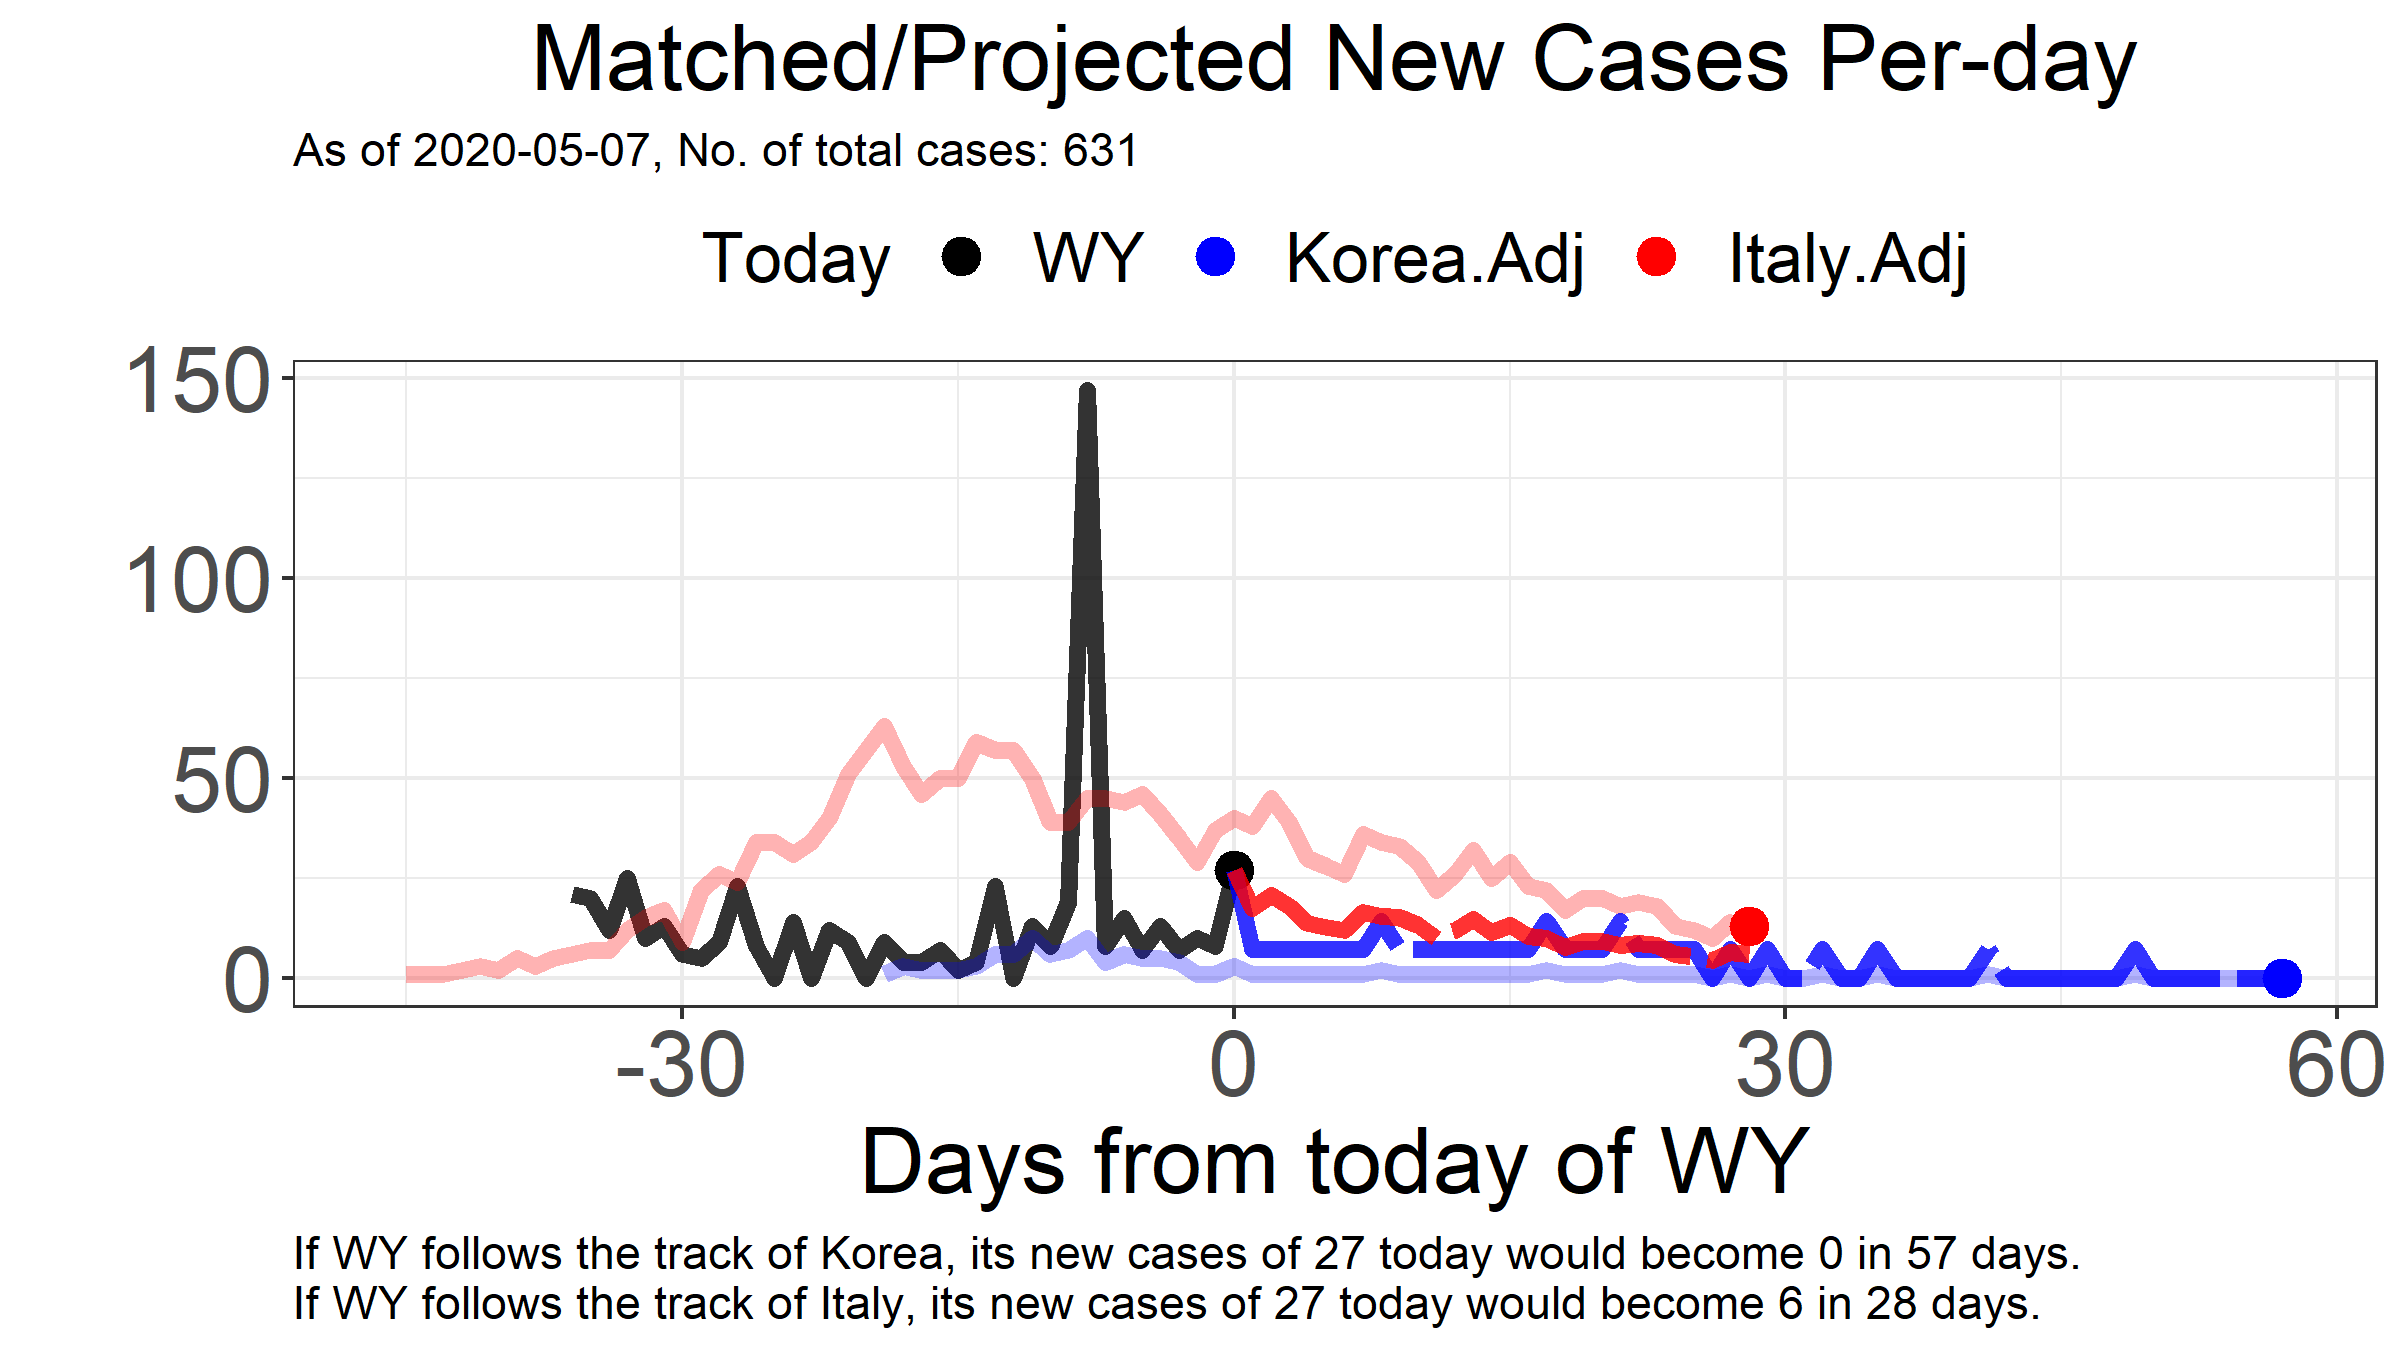 Matched/Projected New Cases Per-day
As of 2020-05-07, No. of total cases: 631
Today WY Korea.Adj Italy.Adj
150
100
50
0
-30 0 30 60
Days from today of WY
If WY follows the track of Korea, its new cases of 27 today would become 0 in 57 days.
If WY follows the track of Italy, its new cases of 27 today would become 6 in 28 days.